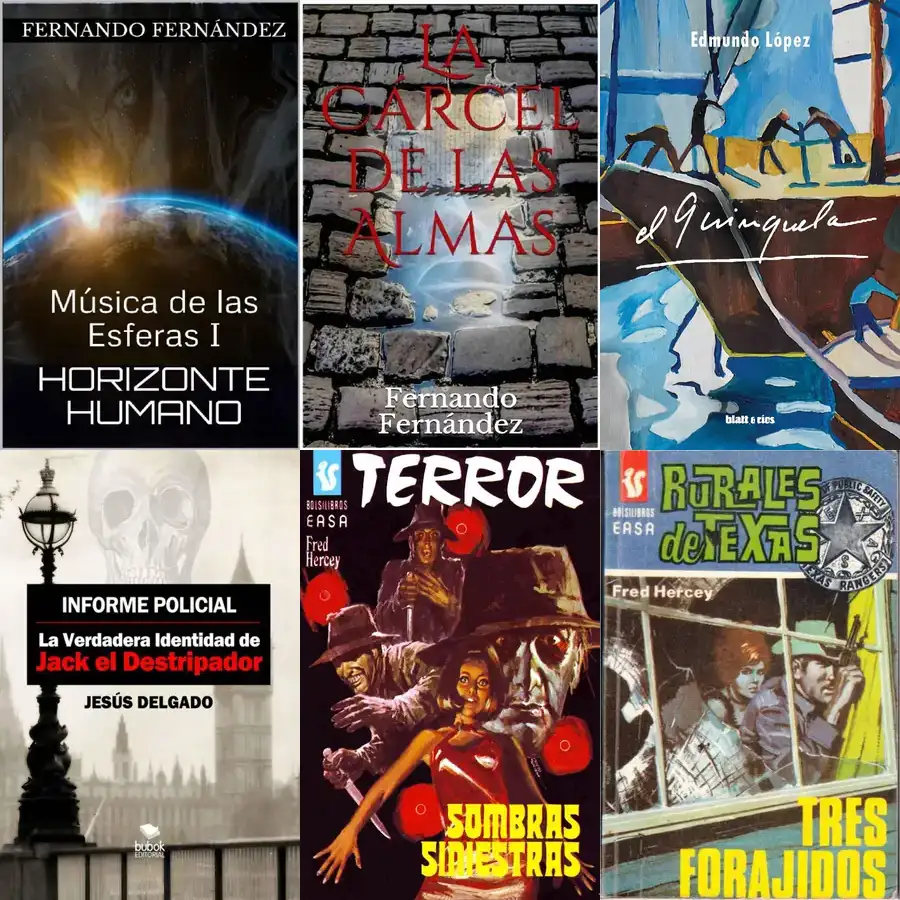 FERNANDO FERNÁNDEZ
Música de las
Esferas I
HORIZONTE
HUMANO
LA
CARCEL
DE LAS
ALMAS
Fernando
Fernández
Edmundo López
el Quinquela
blatt & ríos
INFORME POLICIAL
La Verdadera Identidad de
Jack el Destripador
JESÚS DELGADO
bubok
EDITORIAL
BOLSILIBROS
EASA
TERROR
Fred
Hercey
SOMBRAS
SINIESTRAS
BOLSILIBROS
EASA
RURALES
de TEXAS
OF PUBLIC SAFETY
TEXAS RANGERS
Fred Hercey
TRES
FORAJIDOS